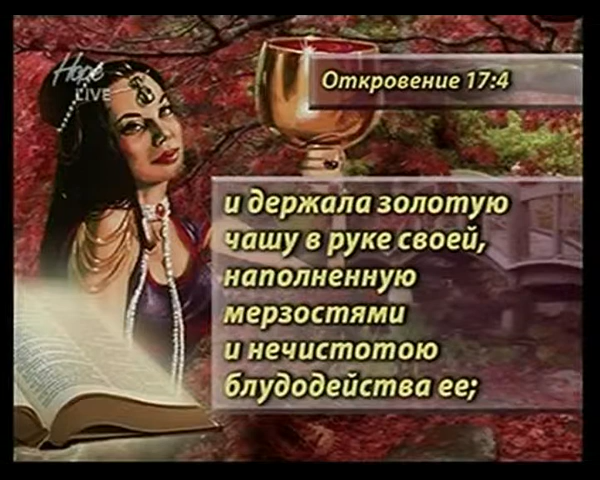 Hope
LIVE
Откровение 17:4
и держала золотую
чашу в руке своей,
наполненную
мерзостями
и нечистотою
блудодейства ее;